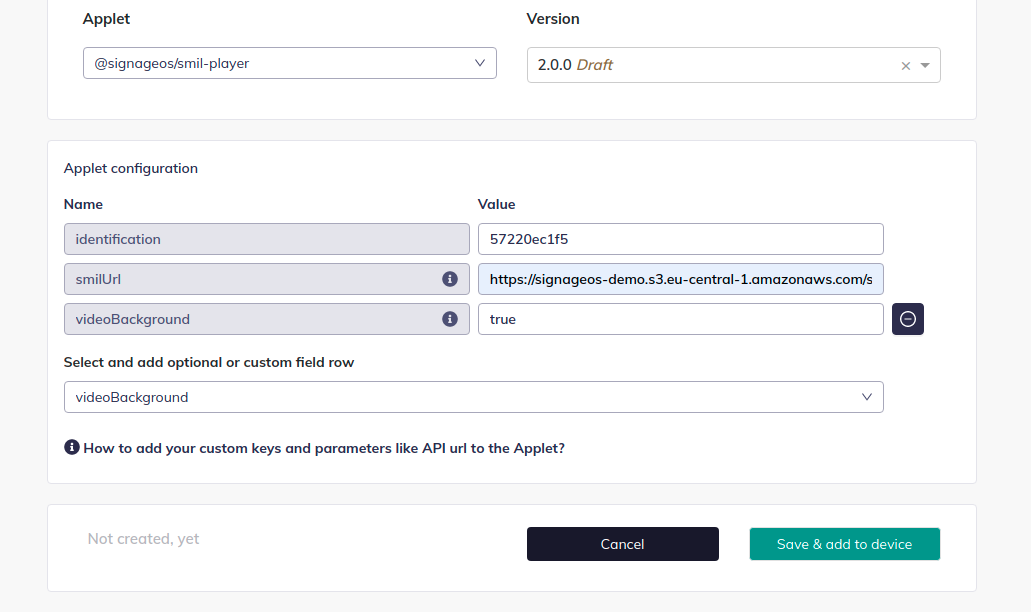 Applet
Version
@signageos/smil-player
2.0.0 Draft
Applet configuration
Name
Value
identification
57220ec1f5
smilUrl
https://signageos-demo.s3.eu-central-1.amazonaws.com/s
videoBackground
true
Select and add optional or custom field row
videoBackground
How to add your custom keys and parameters like API url to the Applet?
Not created, yet
Cancel
Save & add to device